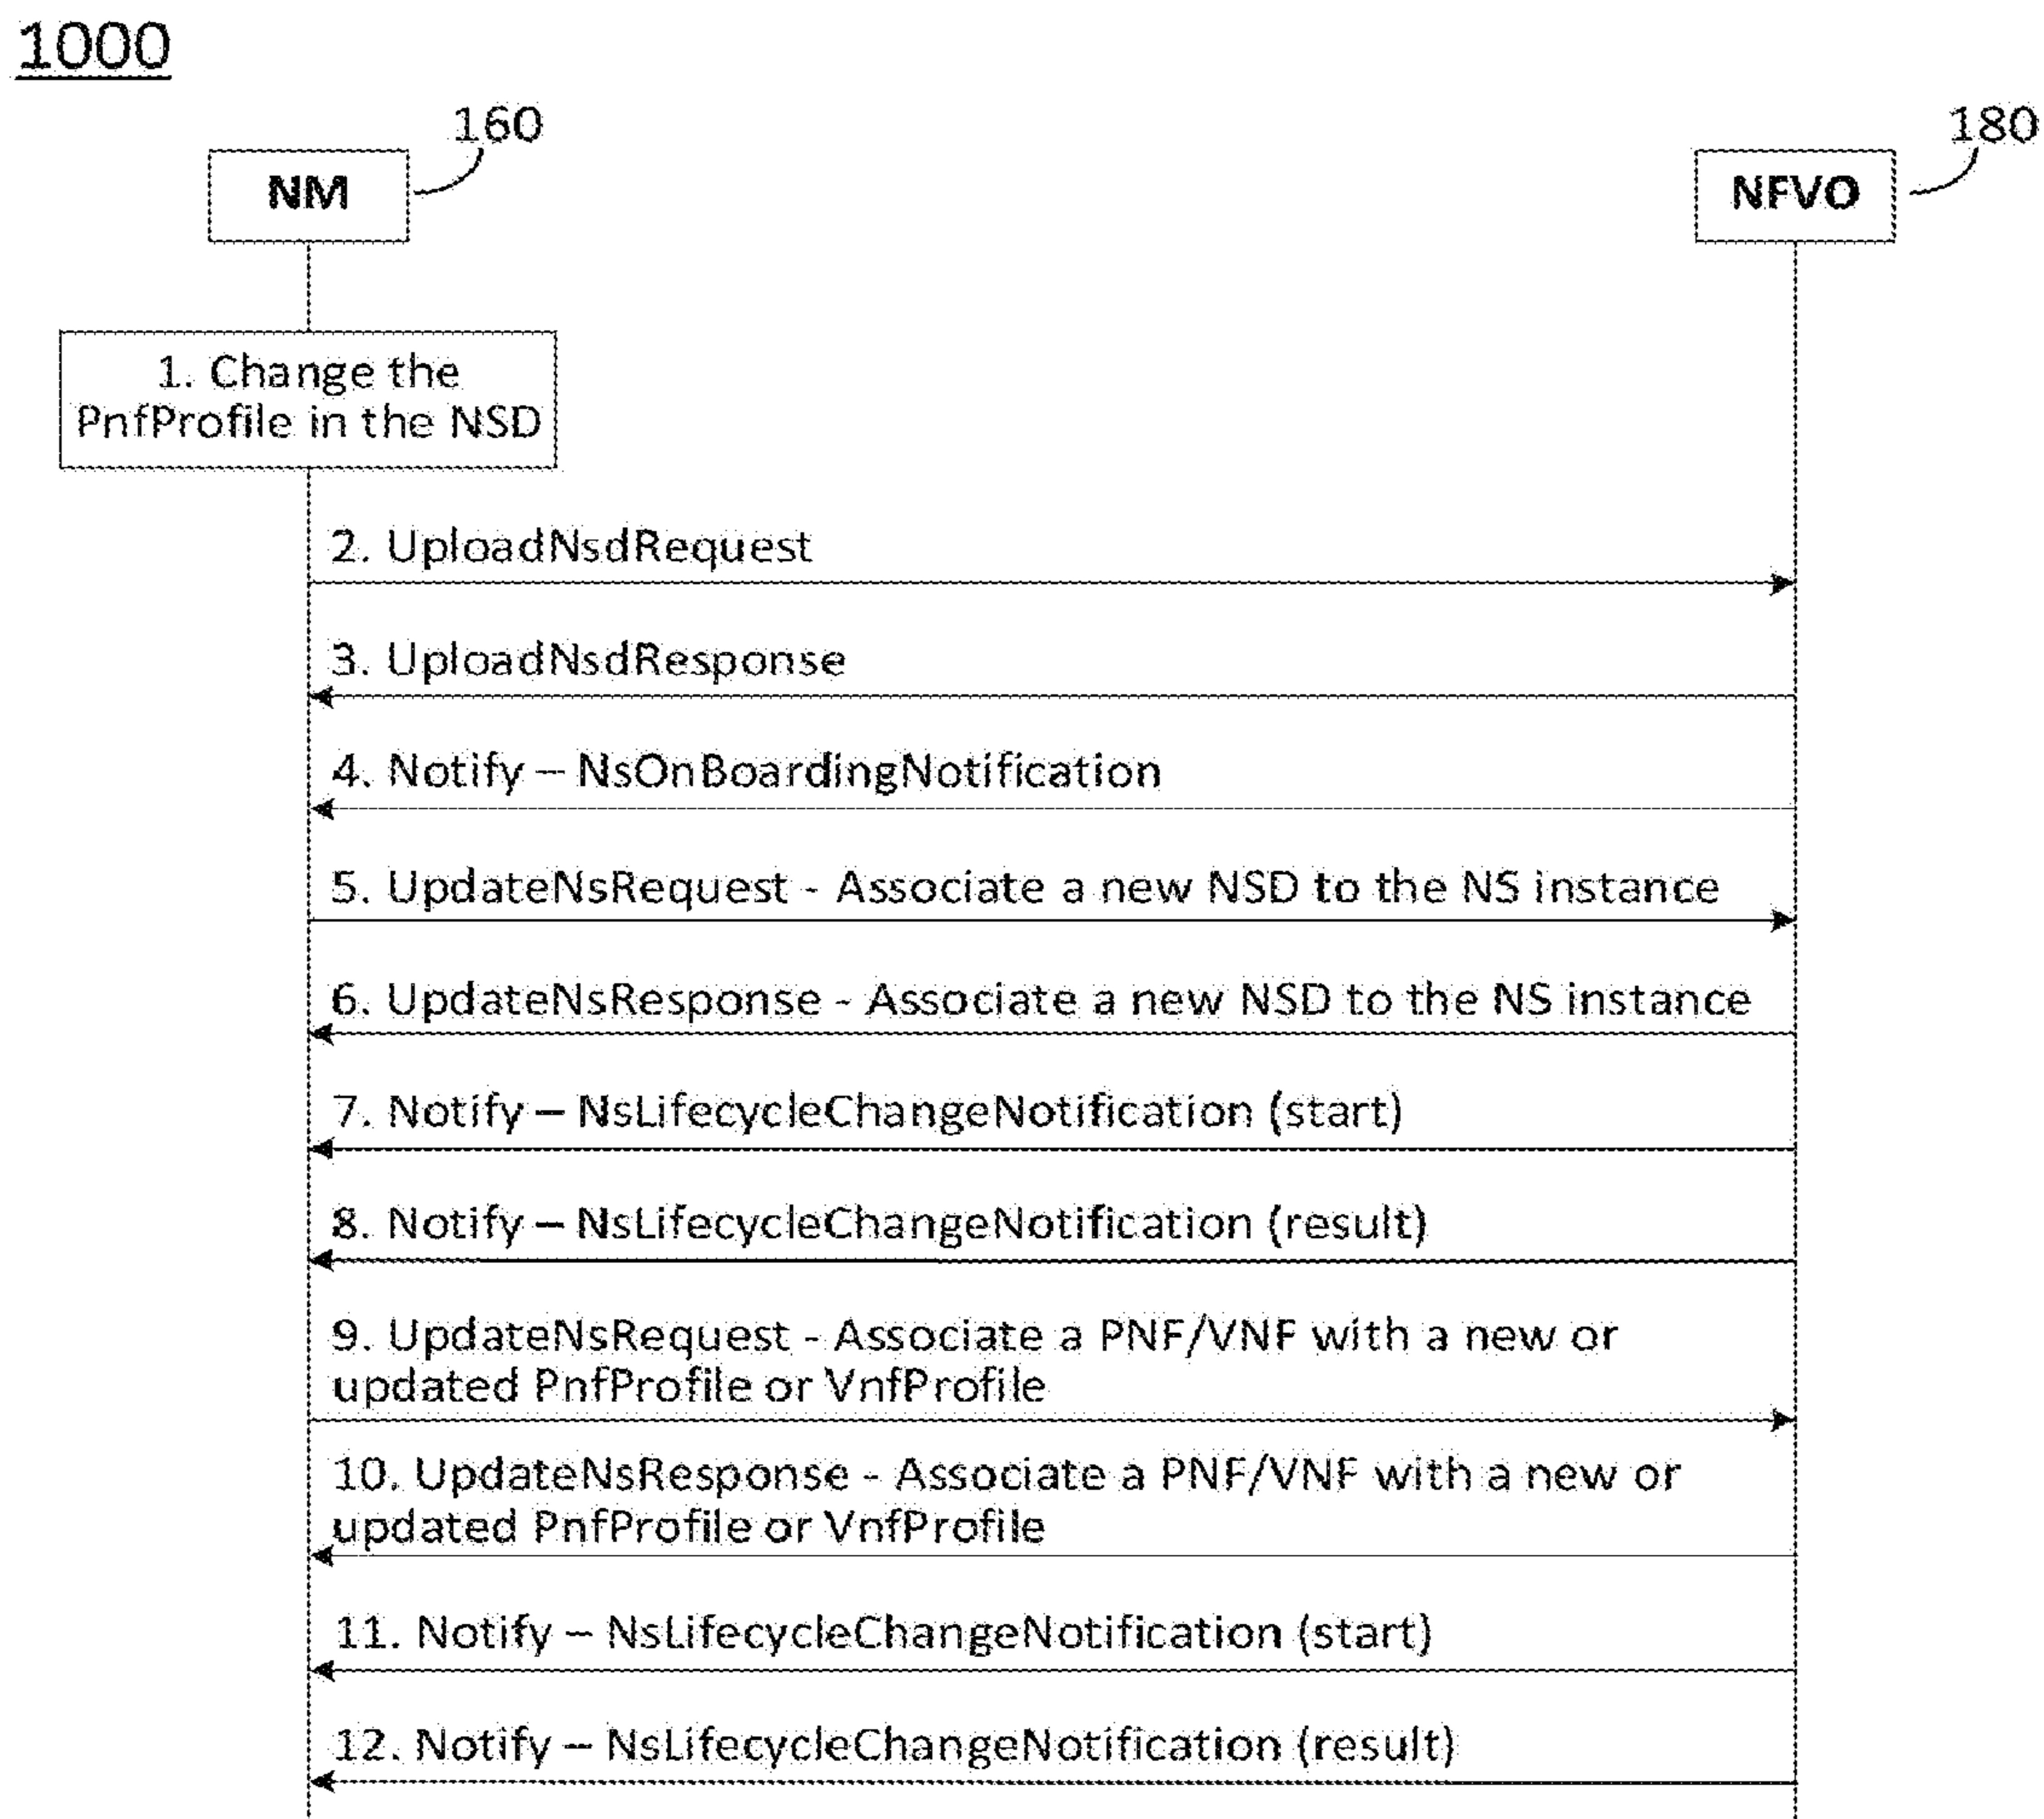 1000
160
180
NM
NFVO
1. Change the
PnfProfile in the NSD
2. UploadNsdRequest
3. UploadNsdResponse
4. Notify – NsOnBoardingNotification
5. UpdateNsRequest - Associate a new NSD to the NS instance
6. UpdateNsResponse - Associate a new NSD to the NS instance
7. Notify – NsLifecycleChangeNotification (start)
8. Notify – NsLifecycleChangeNotification (result)
9. UpdateNsRequest - Associate a PNF/VNF with a new or
updated PnfProfile or VnfProfile
10. UpdateNsResponse - Associate a PNF/VNF with a new or
updated PnfProfile or VnfProfile
11. Notify – NsLifecycleChangeNotification (start)
12. Notify – NsLifecycleChangeNotification (result)